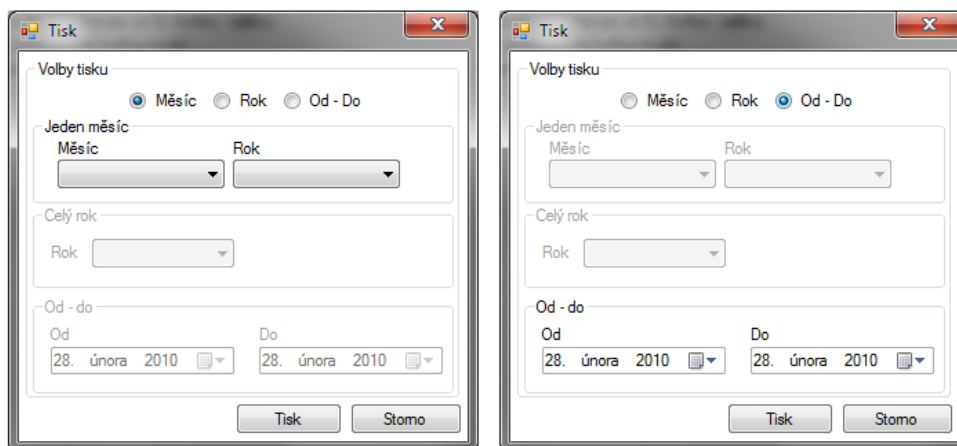 Tisk
Volby tisku
Měsíc Rok Od - Do
Jeden měsíc
Měsíc Rok
Celý rok
Rok
Od - do
Od Do
28. února 2010 28. února 2010
Tisk Storno
Tisk
Volby tisku
Měsíc Rok Od - Do
Jeden měsíc
Měsíc Rok
Celý rok
Rok
Od - do
Od Do
28. února 2010 28. února 2010
Tisk Storno